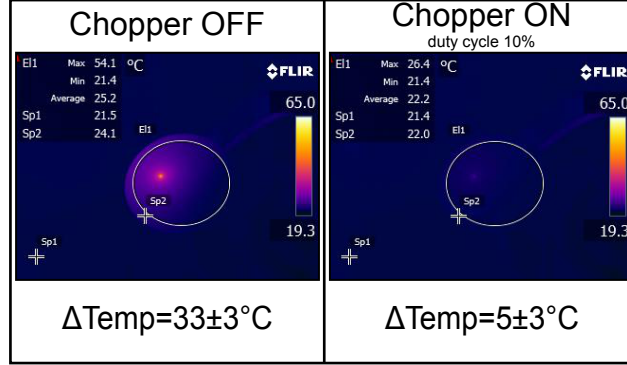 Chopper OFF
El1 Max 54.1 °C
Min 21.4
Average 25.2
Sp1 21.5
Sp2 24.1
FLIR
65.0
El1
Sp2
Sp1
19.3
ΔTemp=33±3°C
Chopper ON
duty cycle 10%
El1 Max 26.4 °C
Min 21.4
Average 22.2
Sp1 21.4
Sp2 22.0
FLIR
65.0
El1
Sp2
Sp1
19.3
ΔTemp=5±3°C